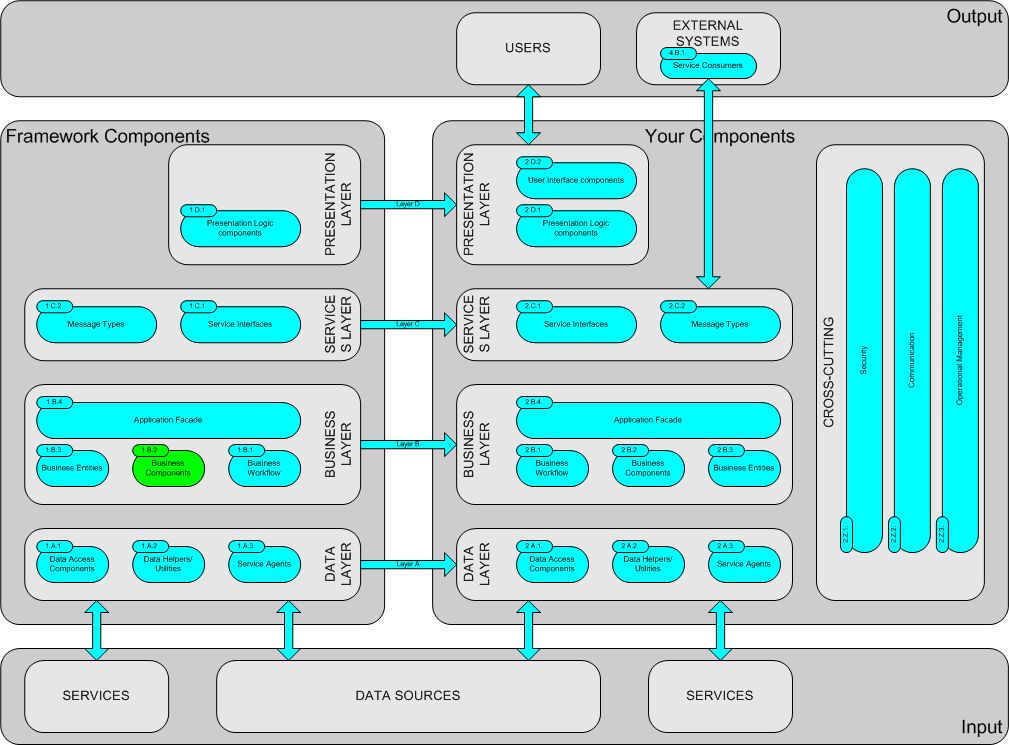 Output
USERS
EXTERNAL
SYSTEMS
4.B.1.
Service Consumers
Framework Components
Your Components
1.D.1
Presentation Logic
components
PRESENTATION
LAYER
Layer D
PRESENTATION
LAYER
2.D.2
User Interface components
2.D.1
Presentation Logic
components
1.C.2.
Message Types
1.C.1
Service Interfaces
SERVICE
S LAYER
Layer C
SERVICE
S LAYER
2.C.1
Service Interfaces
2.C.2
Message Types
1.B.4
Application Facade
1.B.3
Business Entities
1.B.2
Business
Components
1.B.1
Business
Workflow
BUSINESS
LAYER
Layer B
BUSINESS
LAYER
2.B.4.
Application Facade
2.B.1.
Business
Workflow
2.B.2.
Business
Components
2.B.3.
Business Entities
1.A.1
Data Access
Components
1.A.2
Data Helpers/
Utilities
1.A.3
Service Agents
DATA
LAYER
Layer A
DATA
LAYER
2.A.1.
Data Access
Components
2.A.2.
Data Helpers/
Utilities
2.A.3.
Service Agents
CROSS-CUTTING
Security
2.Z.1.
Communication
2.Z.2.
Operational Management
2.Z.3.
SERVICES
DATA SOURCES
SERVICES
Input